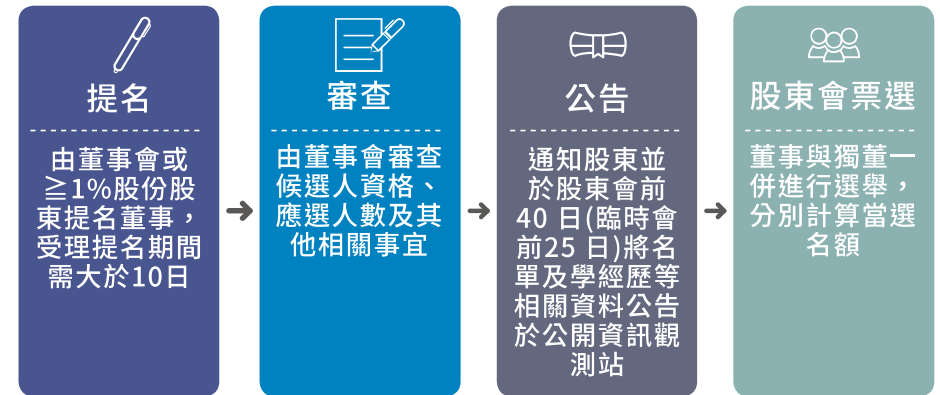 提名
由董事會或
≧1%股份股
東提名董事，
受理提名期間
需大於10日
審查
由董事會審查
候選人資格、
應選人數及其
他相關事宜
公告
通知股東並
於股東會前
40 日(臨時會
前25 日)將名
單及學經歷等
相關資料公告
於公開資訊觀
測站
股東會票選
董事與獨董一
併進行選舉，
分別計算當選
名額